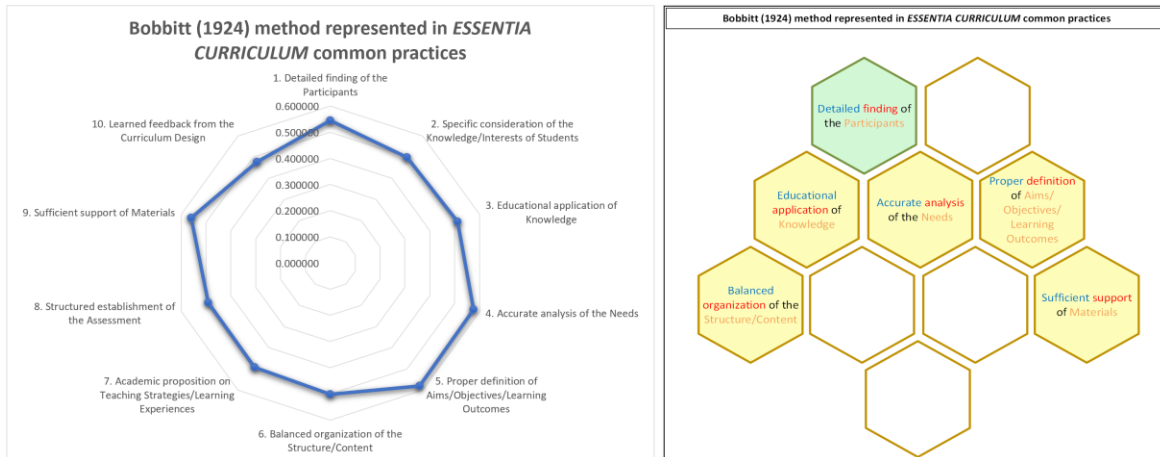 Bobbitt (1924) method represented in ESSENTIA
CURRICULUM common practices
1. Detailed finding of the
Participants
0.600000
0.500000
0.400000
0.300000
0.200000
0.100000
0.000000
2. Specific consideration of the
Knowledge/Interests of Students
3. Educational application of
Knowledge
4. Accurate analysis of the Needs
5. Proper definition of
Aims/Objectives/Learning
Outcomes
6. Balanced organization of the
Structure/Content
7. Academic proposition on
Teaching Strategies/Learning
Experiences
8. Structured establishment of
the Assessment
9. Sufficient support of Materials
10. Learned feedback from the
Curriculum Design
Bobbitt (1924) method represented in ESSENTIA CURRICULUM common practices
Detailed finding of
the Participants
Educational
application of
Knowledge
Accurate analysis
of the Needs
Proper definition
of Aims/
Objectives/
Learning
Outcomes
Balanced
organization of the
Structure/Content
Sufficient support
of Materials